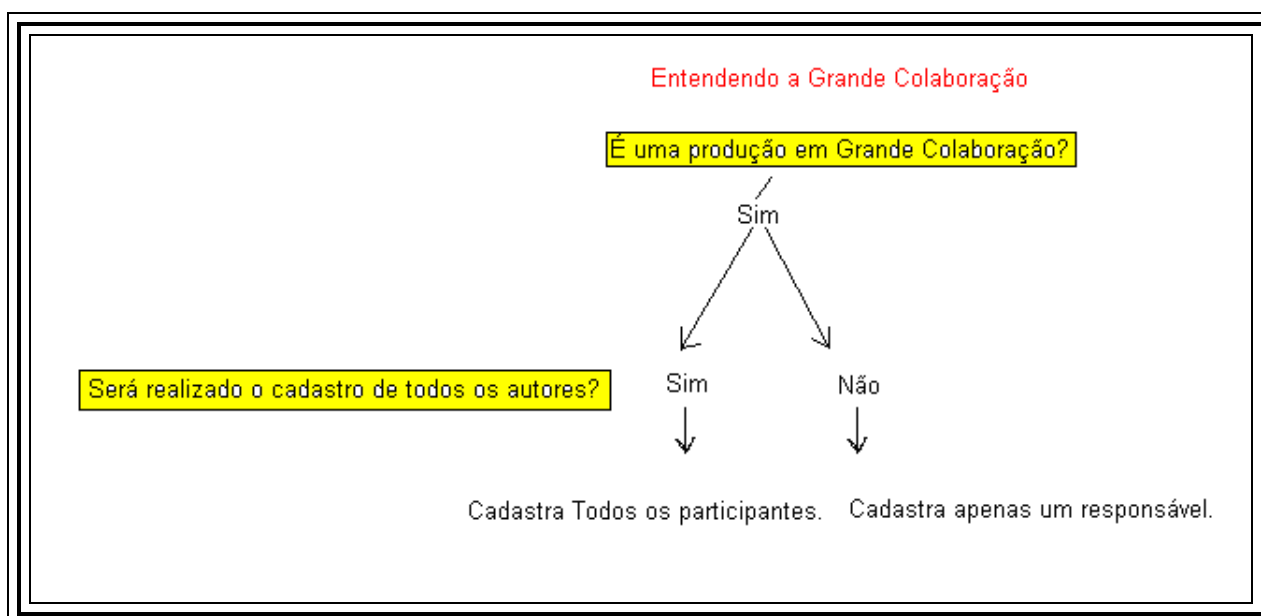 Entendendo a Grande Colaboração
É uma produção em Grande Colaboração?
Sim
Será realizado o cadastro de todos os autores?
Sim
Não
Cadastra Todos os participantes.
Cadastra apenas um responsável.